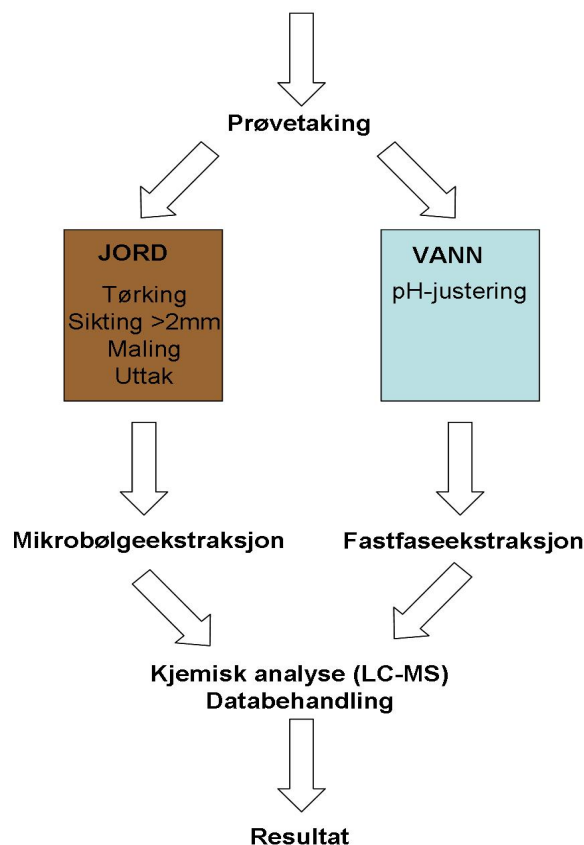 Prøvetaking
JORD
Tørking
Sikting >2mm
Maling
Uttak
VANN
pH-justering
Mikrobølgeekstraksjon
Fastfaseekstraksjon
Kjemisk analyse (LC-MS)
Databehandling
Resultat